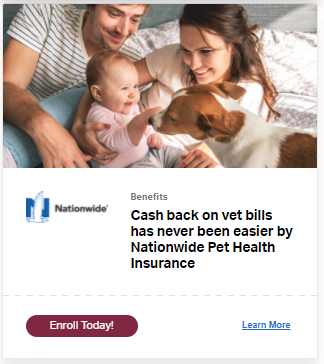 Benefits
Nationwide®
Cash back on vet bills
has never been easier by
Nationwide Pet Health
Insurance
Enroll Today!
Learn More